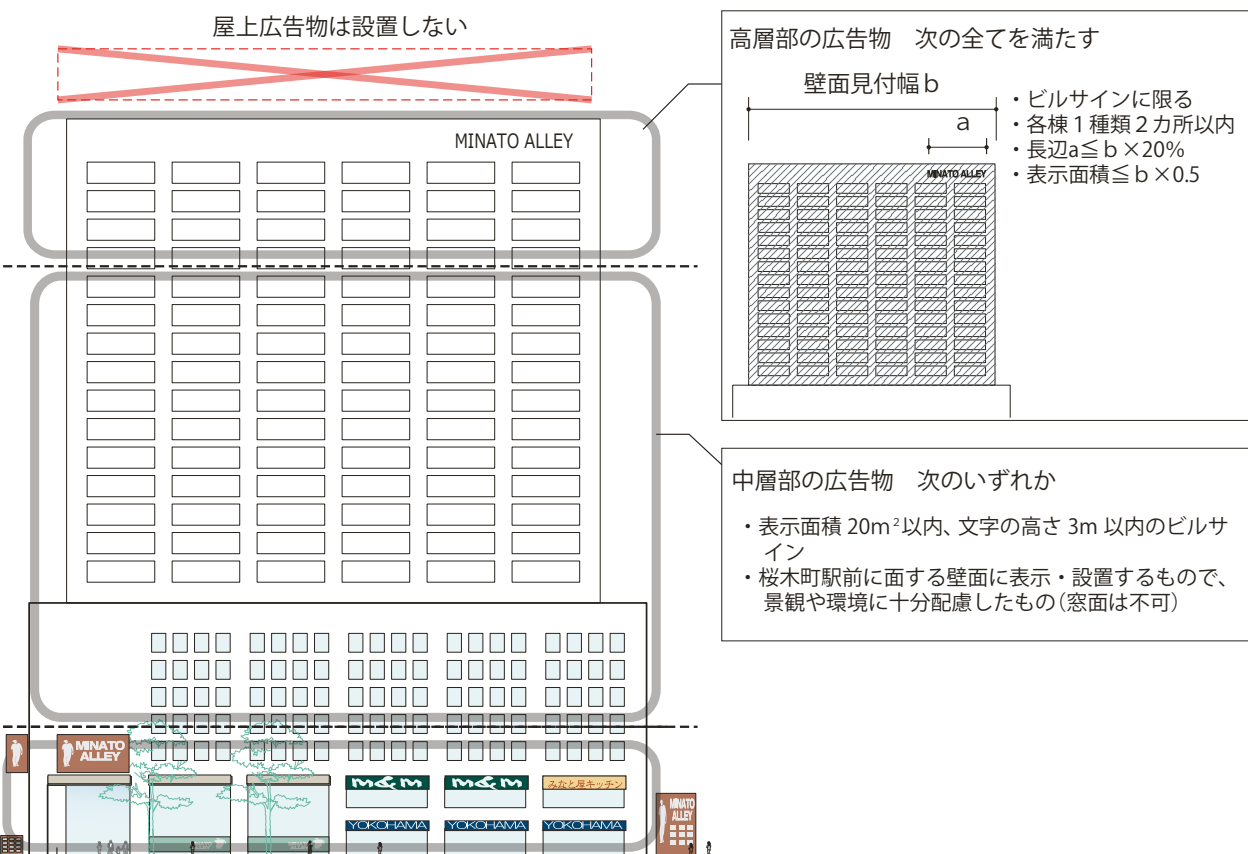 屋上広告物は設置しない
MINATO ALLEY
高層部の広告物　次の全てを満たす
壁面見付幅b
a
MINATO ALLEY
・ビルサインに限る
・各棟１種類２カ所以内
・長辺a≦ｂ×20%
・表示面積≦ｂ×0.5
中層部の広告物　次のいずれか
・表示面積 20m²以内、文字の高さ 3m 以内のビルサ
イン
・桜木町駅前に面する壁面に表示・設置するもので、
景観や環境に十分配慮したもの（窓面は不可）
MINATO
ALLEY
m&m
m&m
みなと屋キッチン
YOKOHAMA
YOKOHAMA
YOKOHAMA
MINATO
ALLEY
MINATO
ALLEY
MINATO
ALLEY